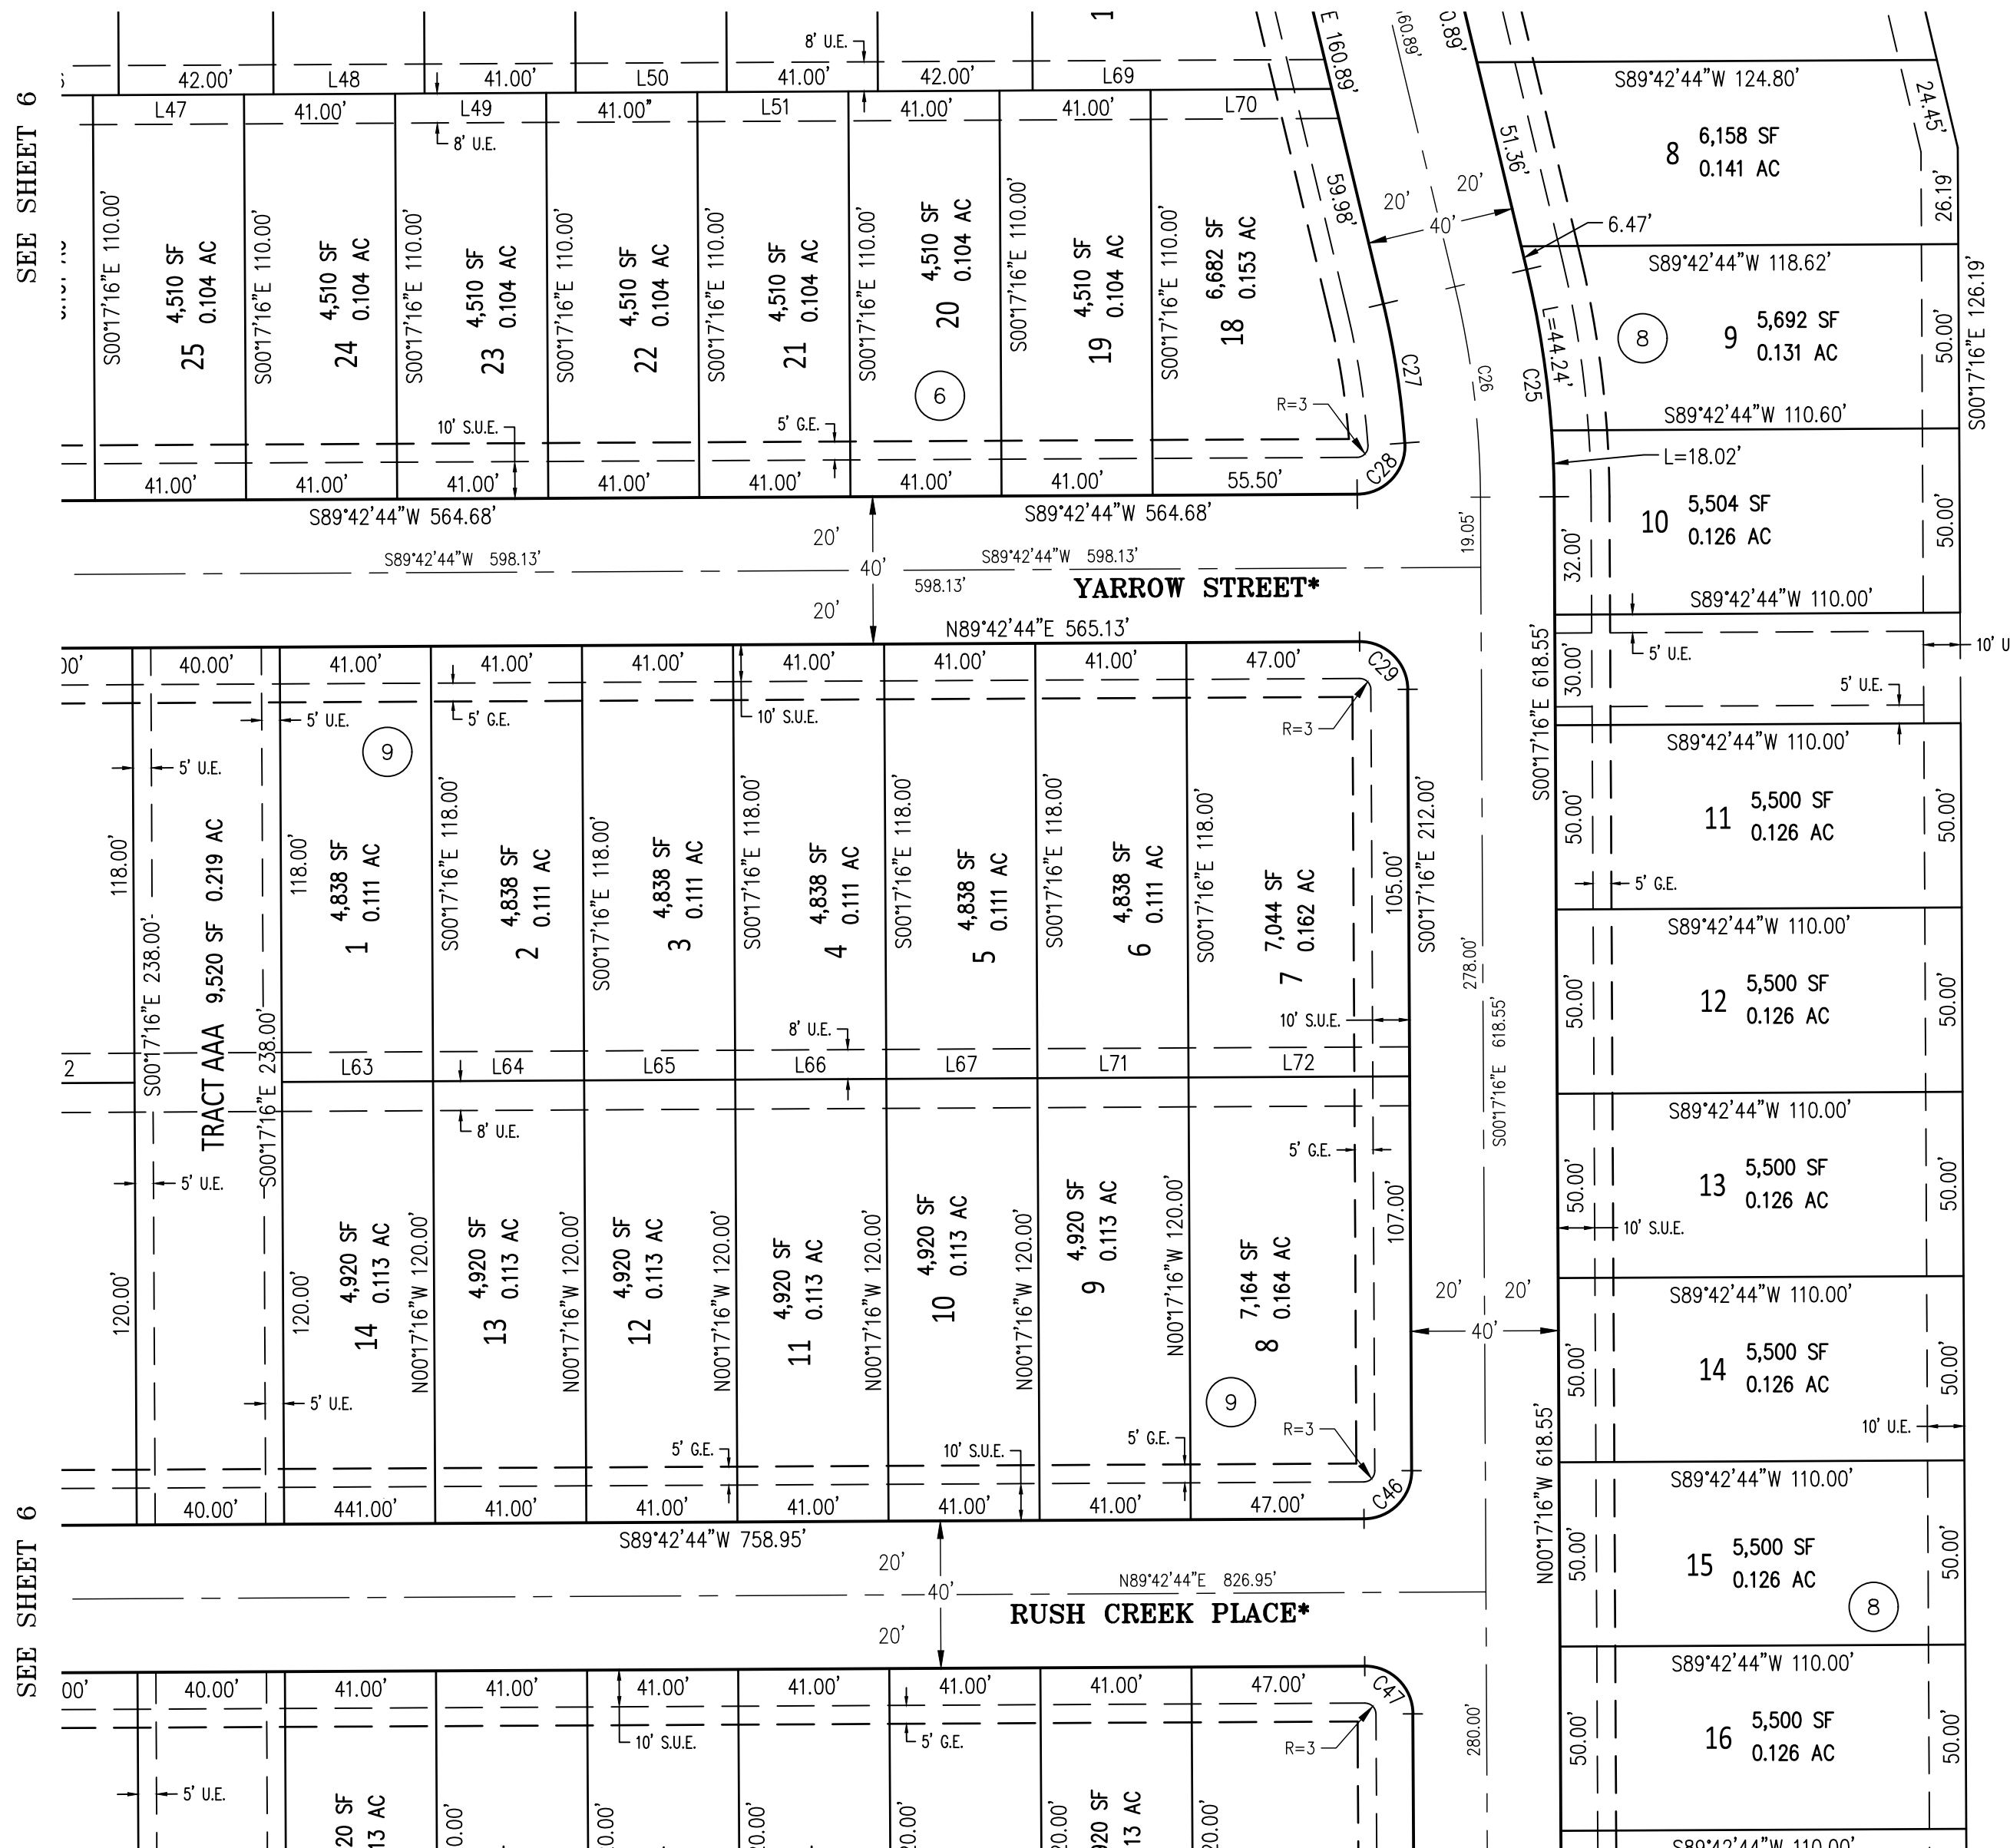 SEE SHEET 6
42.00'
L48
41.00'
L50
41.00'
8' U.E.
42.00'
L69
1
L47
41.00'
L49
41.00"
L51
41.00'
41.00'
L70
8' U.E.
S00°17'16"E 110.00'
25
4,510 SF
0.104 AC
S00°17'16"E 110.00'
24
4,510 SF
0.104 AC
S00°17'16"E 110.00'
23
4,510 SF
0.104 AC
S00°17'16"E 110.00'
22
4,510 SF
0.104 AC
S00°17'16"E 110.00'
21
4,510 SF
0.104 AC
S00°17'16"E 110.00'
20
4,510 SF
0.104 AC
6
S00°17'16"E 110.00'
19
4,510 SF
0.104 AC
S00°17'16"E 110.00'
18
6,682 SF
0.153 AC
10' S.U.E.
5' G.E.
R=3
41.00'
41.00'
41.00'
41.00'
41.00'
41.00'
41.00'
55.50'
C28
C27
C26
C25
E 160.89'
60.89'
0.89'
59.98'
51.36'
20'
20'
40'
6.47'
L=44.24'
L=18.02'
S89°42'44"W 124.80'
8
6,158 SF
0.141 AC
24.45'
26.19'
S89°42'44"W 118.62'
8
9
5,692 SF
0.131 AC
50.00'
S00°17'16"E 126.19'
S89°42'44"W 110.60'
10
5,504 SF
0.126 AC
50.00'
32.00'
S89°42'44"W 110.00'
S89°42'44"W 564.68'
S89°42'44"W 564.68'
20'
S89°42'44"W 598.13'
40'
S89°42'44"W 598.13'
598.13'
YARROW STREET*
20'
19.05'
N89°42'44"E 565.13'
S00°17'16"E 618.55'
30.00'
5' U.E.
5' U.E.
10' U
00'
40.00'
41.00'
41.00'
41.00'
41.00'
41.00'
41.00'
47.00'
C29
5' U.E.
5' G.E.
10' S.U.E.
R=3
9
5' U.E.
118.00'
S00°17'16"E 238.00'
TRACT AAA 9,520 SF 0.219 AC
S00°17'16"E 238.00'
118.00'
1
4,838 SF
0.111 AC
S00°17'16"E 118.00'
2
4,838 SF
0.111 AC
S00°17'16"E 118.00'
3
4,838 SF
0.111 AC
S00°17'16"E 118.00'
4
4,838 SF
0.111 AC
S00°17'16"E 118.00'
5
4,838 SF
0.111 AC
S00°17'16"E 118.00'
6
4,838 SF
0.111 AC
S00°17'16"E 118.00'
7
7,044 SF
0.162 AC
105.00'
S00°17'16"E 212.00'
278.00'
S00°17'16"E 618.55'
10' S.U.E.
8' U.E.
2
L63
L64
L65
L66
L67
L71
L72
8' U.E.
5' U.E.
5' G.E.
107.00'
120.00'
120.00'
14
4,920 SF
0.113 AC
N00°17'16"W 120.00'
13
4,920 SF
0.113 AC
N00°17'16"W 120.00'
12
4,920 SF
0.113 AC
N00°17'16"W 120.00'
11
4,920 SF
0.113 AC
N00°17'16"W 120.00'
10
4,920 SF
0.113 AC
N00°17'16"W 120.00'
9
4,920 SF
0.113 AC
N00°17'16"W 120.00'
8
7,164 SF
0.164 AC
9
5' U.E.
5' G.E.
10' S.U.E.
5' G.E.
R=3
40.00'
441.00'
41.00'
41.00'
41.00'
41.00'
41.00'
47.00'
C46
20'
20'
40'
S89°42'44"W 110.00'
11
5,500 SF
0.126 AC
50.00'
50.00'
5' G.E.
S89°42'44"W 110.00'
12
5,500 SF
0.126 AC
50.00'
50.00'
S89°42'44"W 110.00'
13
5,500 SF
0.126 AC
50.00'
50.00'
10' S.U.E.
S89°42'44"W 110.00'
14
5,500 SF
0.126 AC
50.00'
50.00'
10' U.E.
N00°17'16"W 618.55'
S89°42'44"W 110.00'
15
5,500 SF
0.126 AC
50.00'
50.00'
8
S89°42'44"W 110.00'
16
5,500 SF
0.126 AC
50.00'
50.00'
S89°42'44"W 110.00'
SEE SHEET 6
S89°42'44"W 758.95'
20'
40'
N89°42'44"E 826.95'
RUSH CREEK PLACE*
20'
00'
40.00'
41.00'
41.00'
41.00'
41.00'
41.00'
41.00'
47.00'
C47
10' S.U.E.
5' G.E.
R=3
280.00'
5' U.E.
20 SF
13 AC
0.00'
20.00'
20.00'
20.00'
20.00'
920 SF
13 AC
20.00'